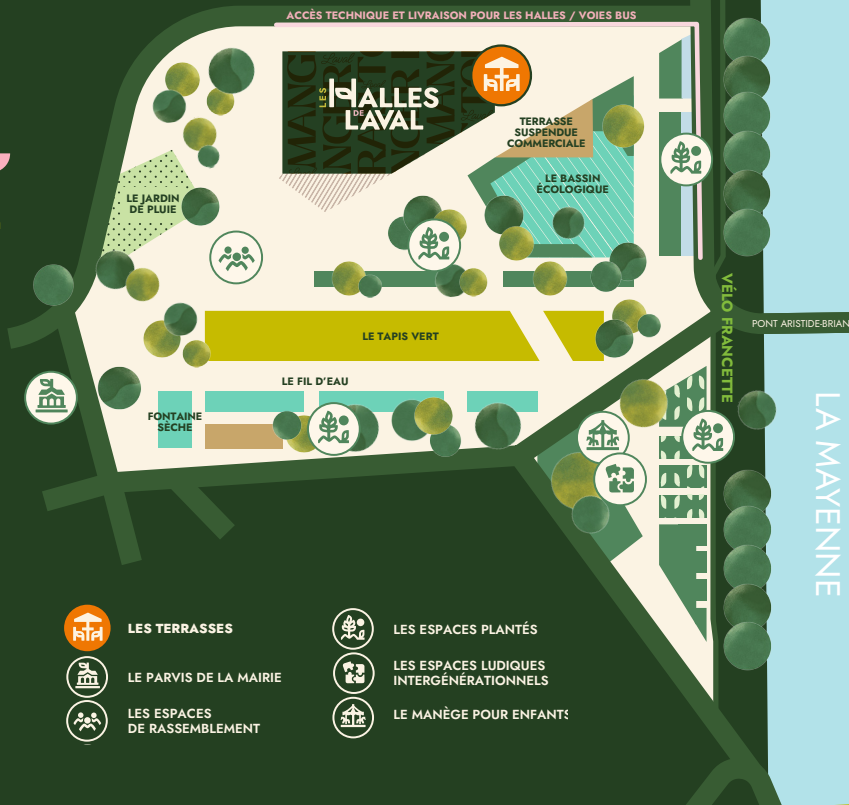 ACCÈS TECHNIQUE ET LIVRAISON POUR LES HALLES / VOIES BUS
LES
HALLES
DE
LAVAL
TERRASSE
SUSPENDUE
COMMERCIALE
LE BASSIN
ÉCOLOGIQUE
LE JARDIN
DE PLUIE
VÉLO FRANCETTE
PONT ARISTIDE-BRIAN
LE TAPIS VERT
LE FIL D'EAU
FONTAINE
SÈCHE
LA MAYENNE
LES TERRASSES
LE PARVIS DE LA MAIRIE
LES ESPACES
DE RASSEMBLEMENT
LES ESPACES PLANTÉS
LES ESPACES LUDIQUES
INTERGÉNÉRATIONNELS
LE MANÈGE POUR ENFANTS